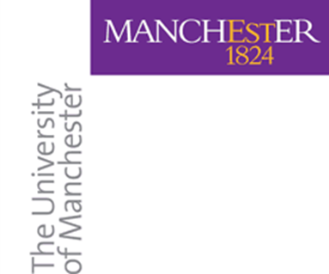 MANCHESTER
1824
The University
of Manchester